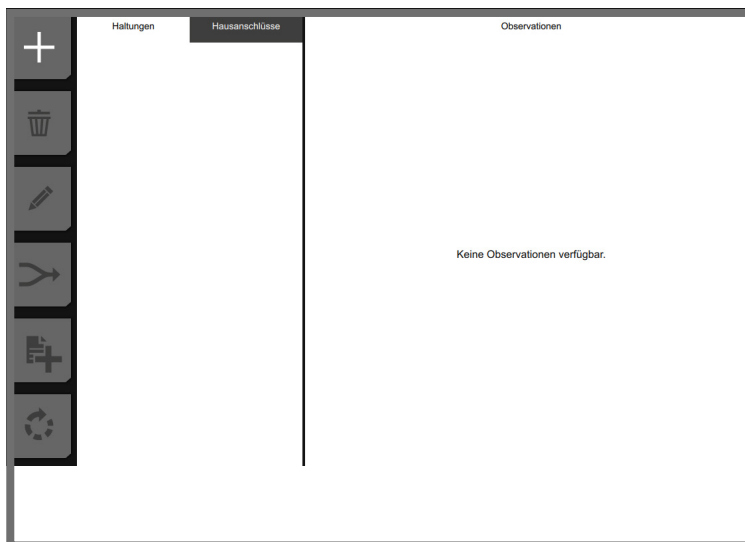 Haltungen
Hausanschlüsse
Observationen
Keine Observationen verfügbar.